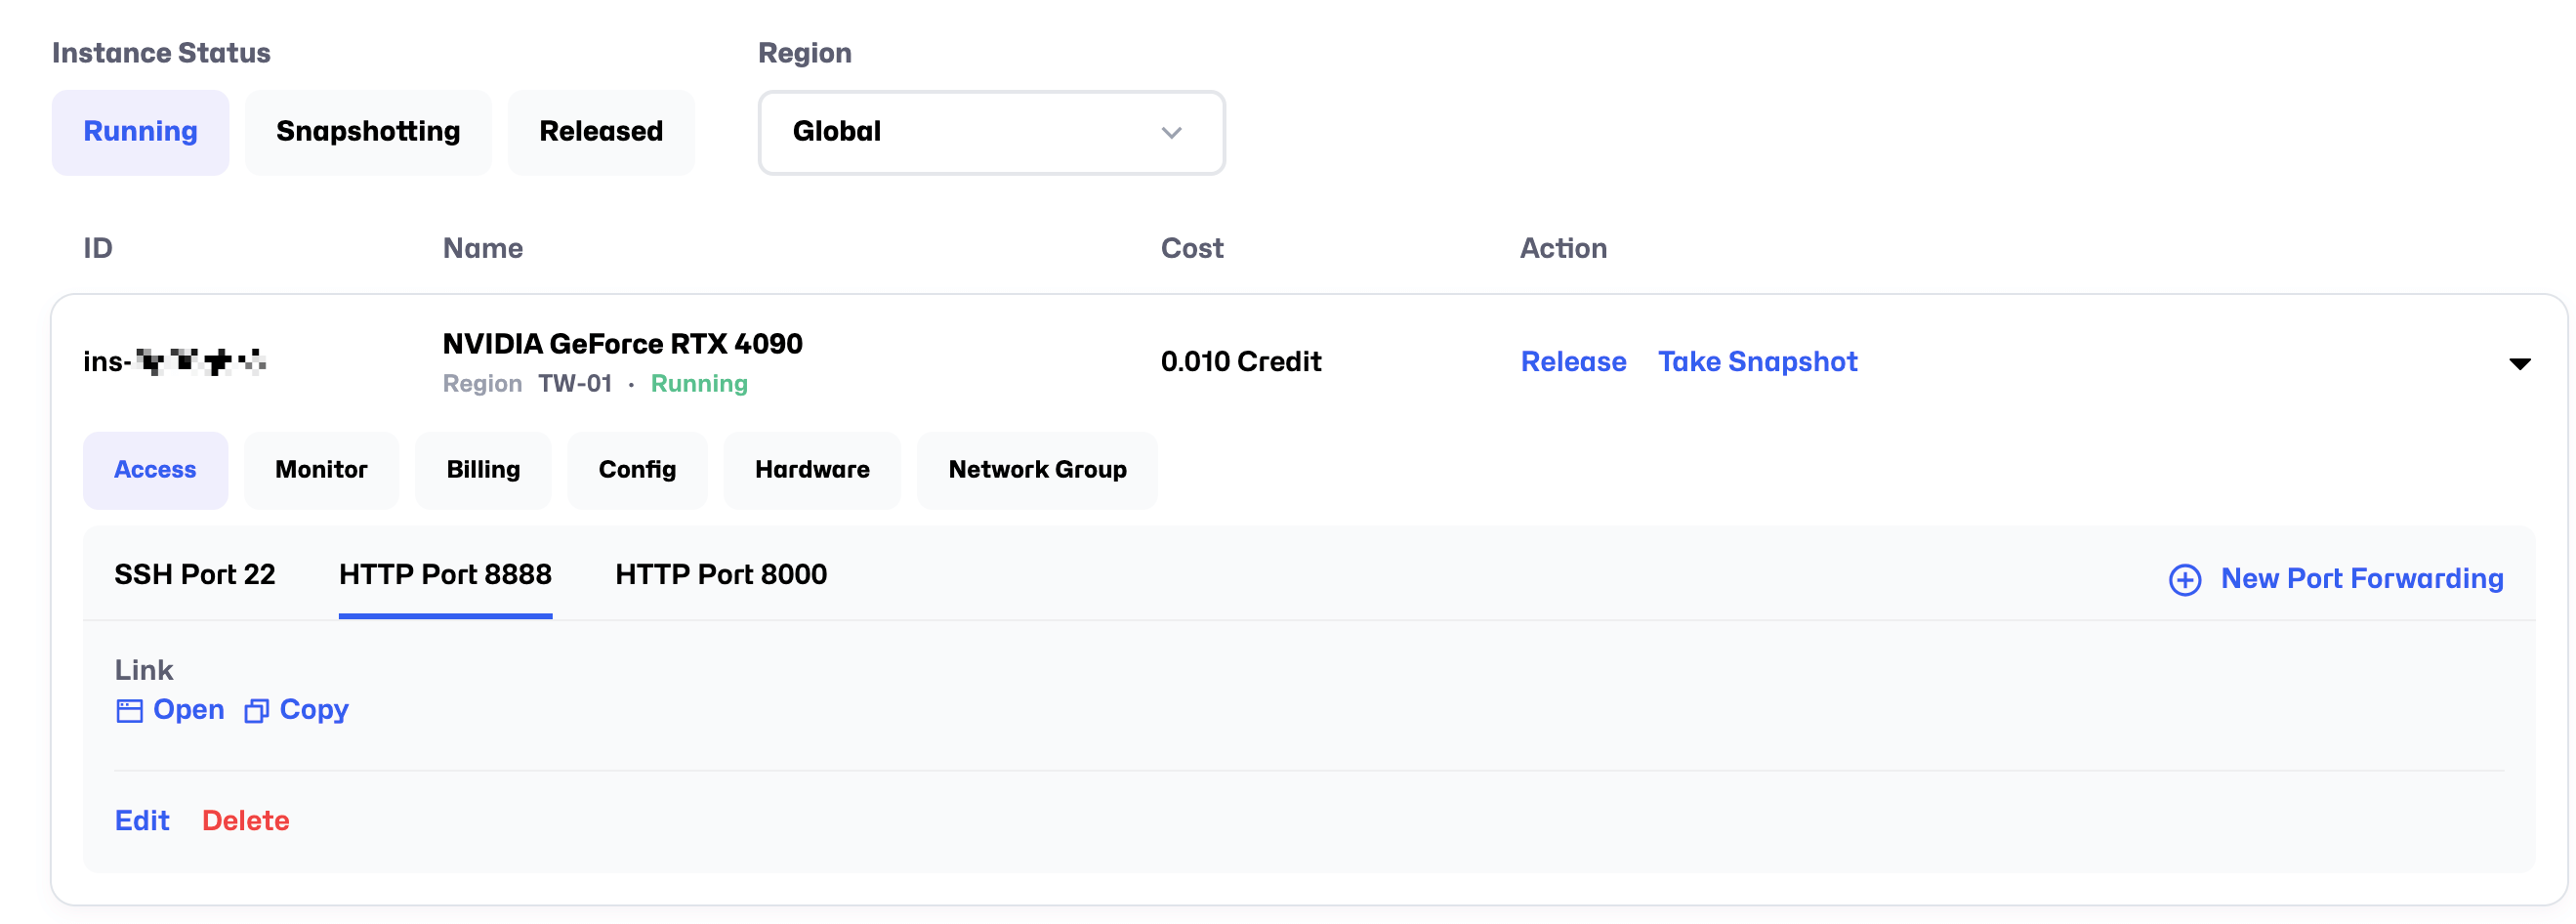 Instance Status
Region
Running
Snapshotting
Released
Global
ID
Name
Cost
Action
ins-
NVIDIA GeForce RTX 4090
Region TW-01 · Running
0.010 Credit
Release
Take Snapshot
Access
Monitor
Billing
Config
Hardware
Network Group
SSH Port 22
HTTP Port 8888
HTTP Port 8000
New Port Forwarding
Link
Open
Copy
Edit
Delete